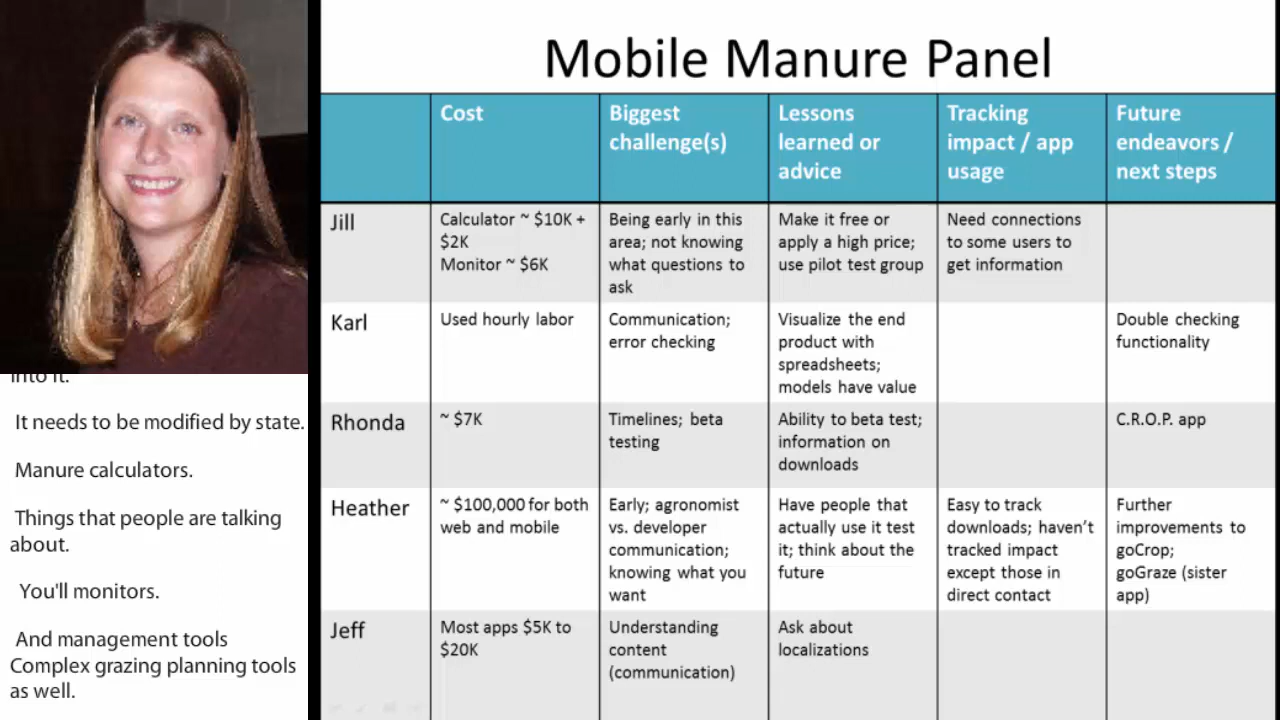 Mobile Manure Panel
Cost
Biggest
challenge(s)
Lessons
learned or
advice
Tracking
impact / app
usage
Future
endeavors /
next steps
Jill
Calculator ~ $10K +
$2K
Monitor ~ $6K
Being early in this
area; not knowing
what questions to
ask
Make it free or
apply a high price;
use pilot test group
Need connections
to some users to
get information
Karl
Used hourly labor
Communication;
error checking
Visualize the end
product with
spreadsheets;
models have value
Double checking
functionality
Rhonda
~ $7K
Timelines; beta
testing
Ability to beta test;
information on
downloads
C.R.O.P. app
Heather
~ $100,000 for both
web and mobile
Early; agronomist
vs. developer
communication;
knowing what you
want
Have people that
actually use it test
it; think about the
future
Easy to track
downloads; haven't
tracked impact
except those in
direct contact
Further
improvements to
goCrop;
goGraze (sister
app)
Jeff
Most apps $5K to
$20K
Understanding
content
(communication)
Ask about
localizations
into it.
It needs to be modified by state.
Manure calculators.
Things that people are talking
about.
You'll monitors.
And management tools
Complex grazing planning tools
as well.